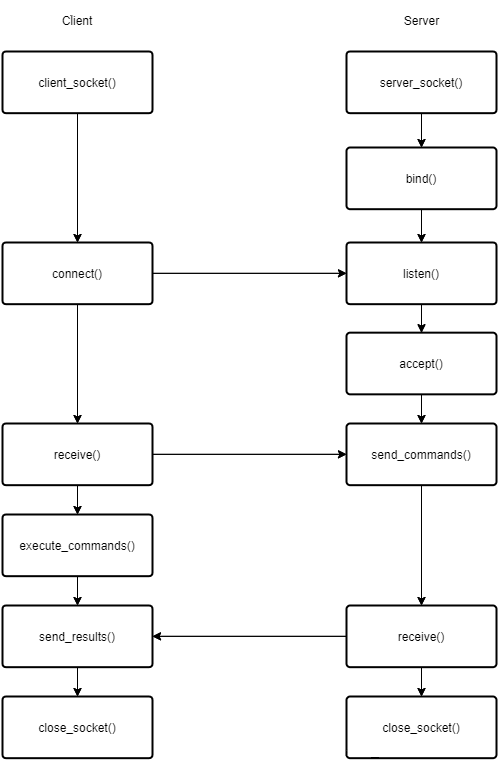 Client
Server
client_socket()
server_socket()
bind()
connect()
listen()
accept()
receive()
send_commands()
execute_commands()
send_results()
receive()
close_socket()
close_socket()